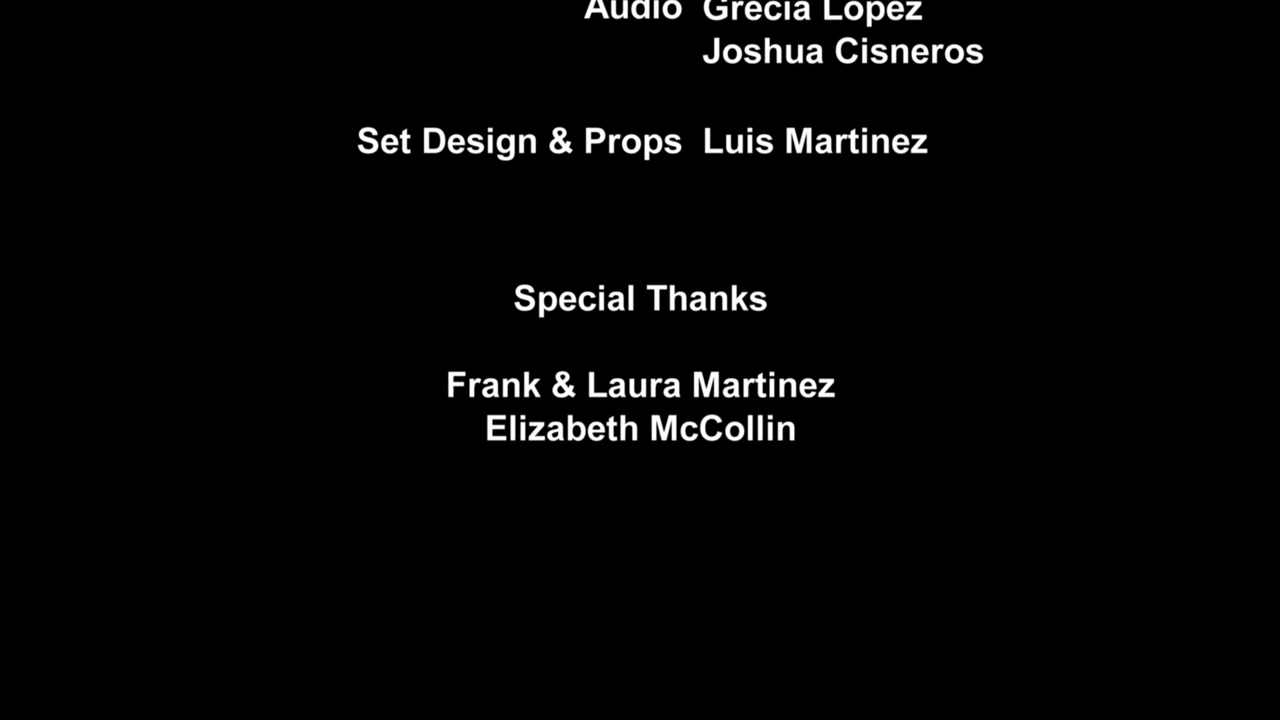 Audio Grecia Lopez
Joshua Cisneros
Set Design & Props Luis Martinez
Special Thanks
Frank & Laura Martinez
Elizabeth McCollin